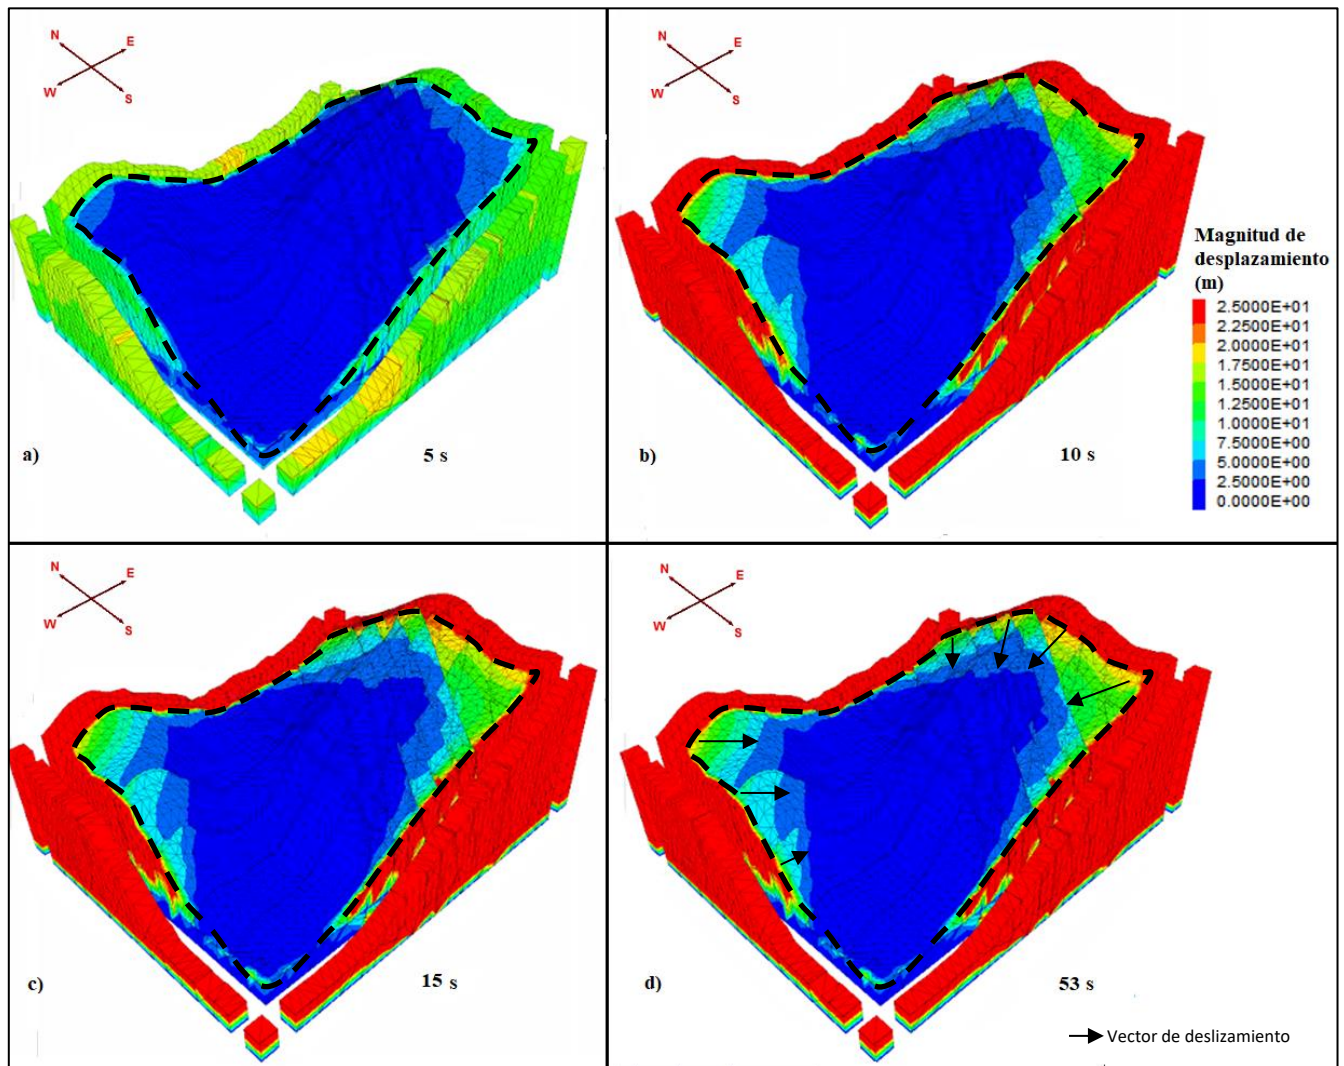 N
E
W
S
a)
5 s
N
E
W
S
b)
10 s
Magnitud de
desplazamiento
(m)
2.5000E+01
2.2500E+01
2.0000E+01
1.7500E+01
1.5000E+01
1.2500E+01
1.0000E+01
7.5000E+00
5.0000E+00
2.5000E+00
0.0000E+00
N
E
W
S
c)
15 s
N
E
W
S
d)
53 s
Vector de deslizamiento